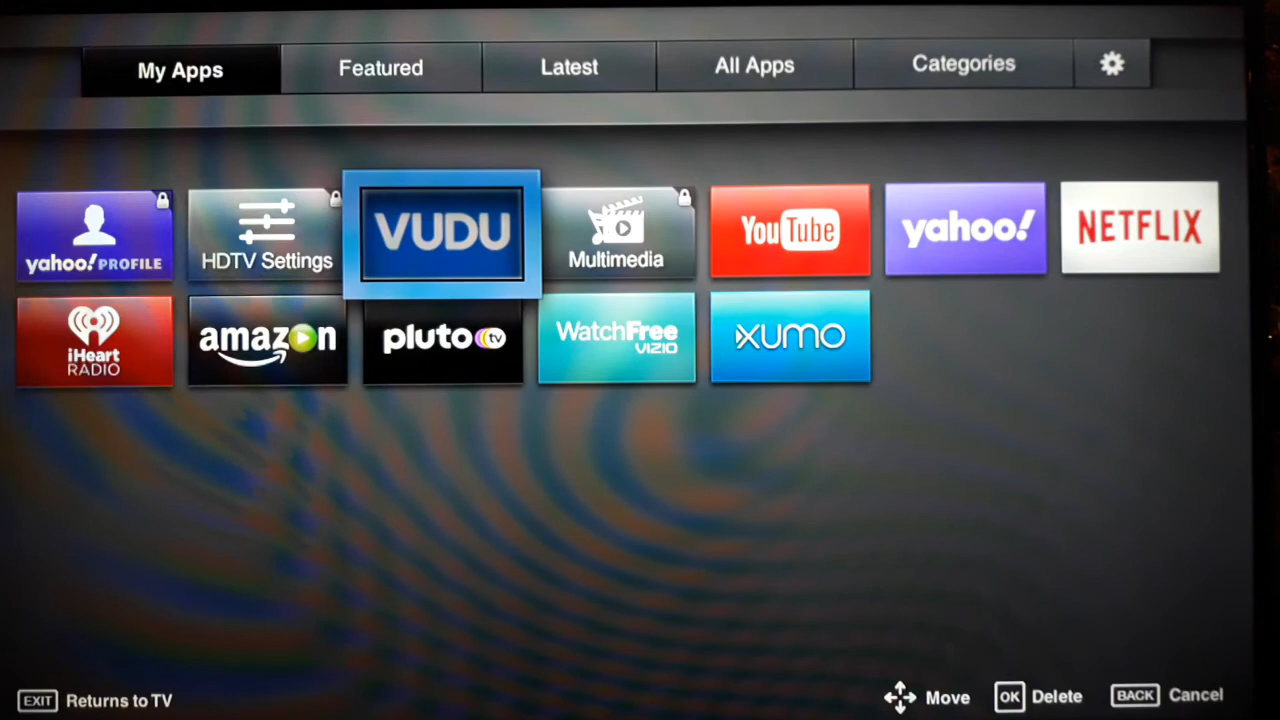 My Apps Featured Latest All Apps Categories
yahoo! PROFILE
HDTV Settings
VUDU
Multimedia
YouTube
yahoo!
NETFLIX
iHeart
RADIO
amazon
pluto tv
WatchFree
VIZIO
XUMO
EXIT Returns to TV
Move
OK Delete
BACK Cancel